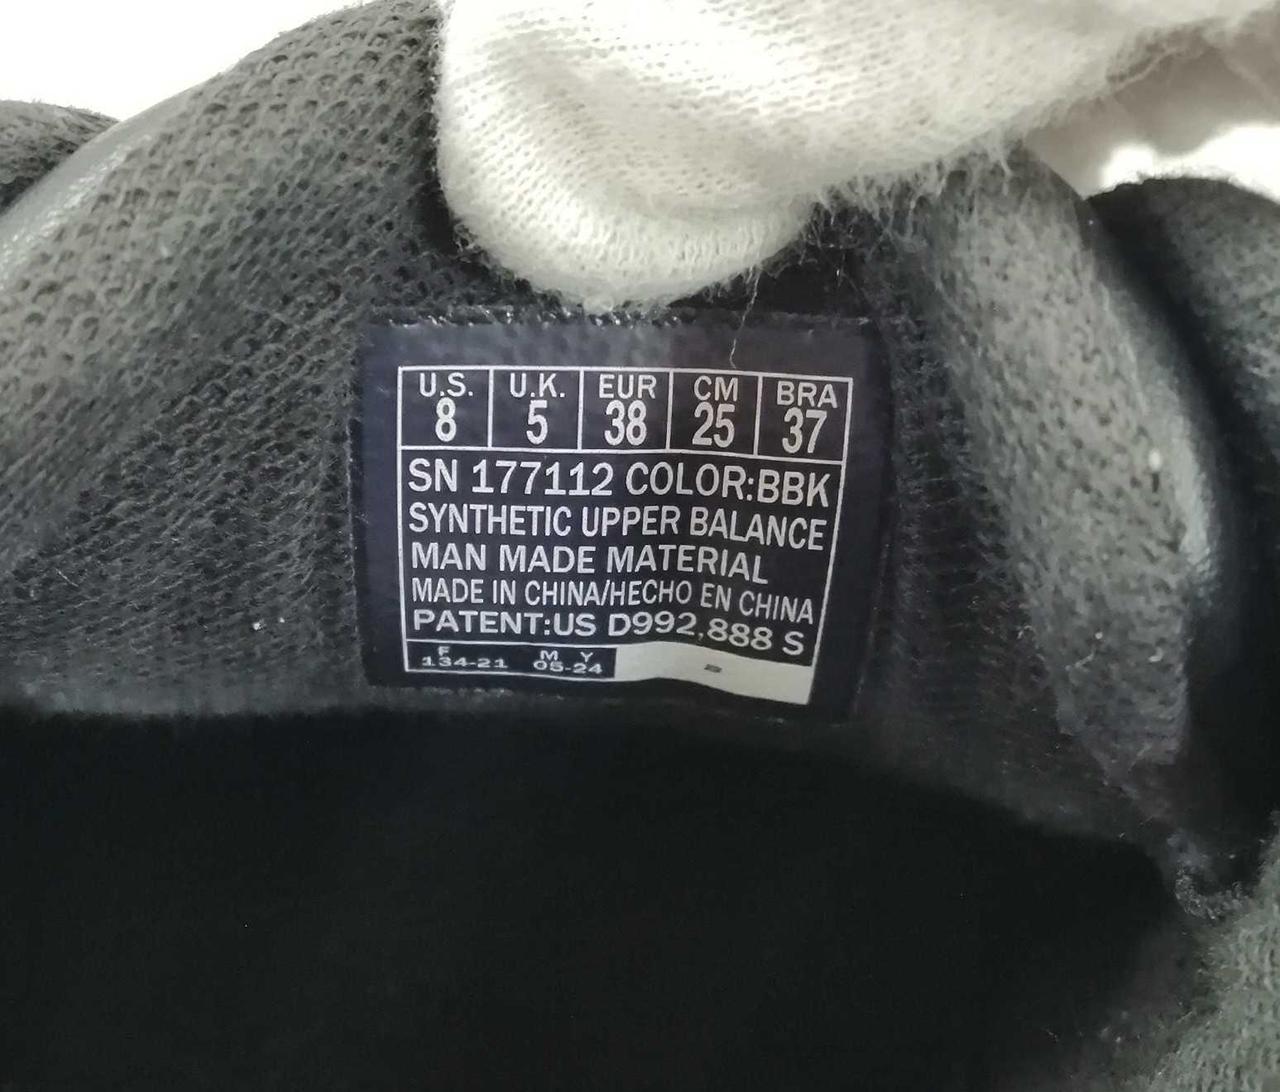 U.S. U.K. EUR CM BRA
8 5 38 25 37
SN 177112 COLOR:BBK
SYNTHETIC UPPER BALANCE
MAN MADE MATERIAL
MADE IN CHINA/HECHO EN CHINA
PATENT:US D992,888 S
F M Y
134-21 05-24